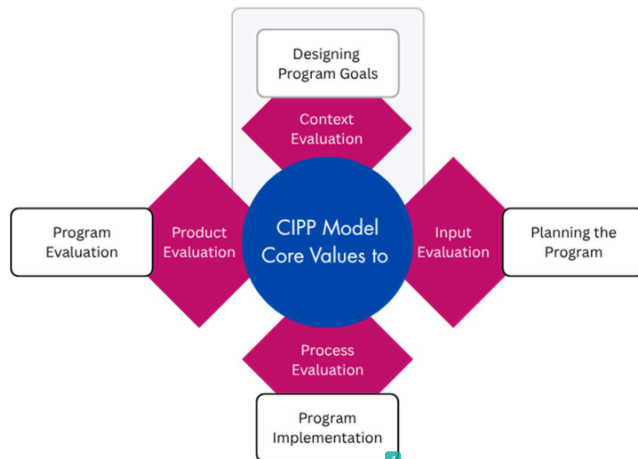 Designing
Program Goals
Context
Evaluation
Program
Evaluation
Product
Evaluation
CIPP Model
Core Values to
Input
Evaluation
Planning the
Program
Process
Evaluation
Program
Implementation